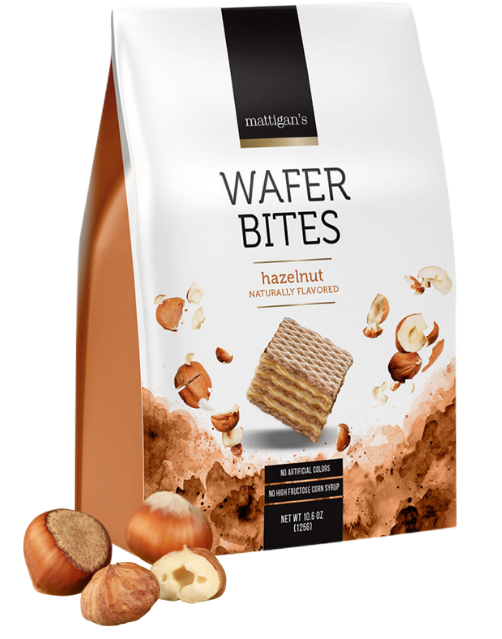 mattigan's
WAFER
BITES
hazelnut
NATURALLY FLAVORED
NO ARTIFICIAL COLORS
NO HIGH FRUCTOSE CORN SYRUP
NET WT 10.6 OZ
(125G)